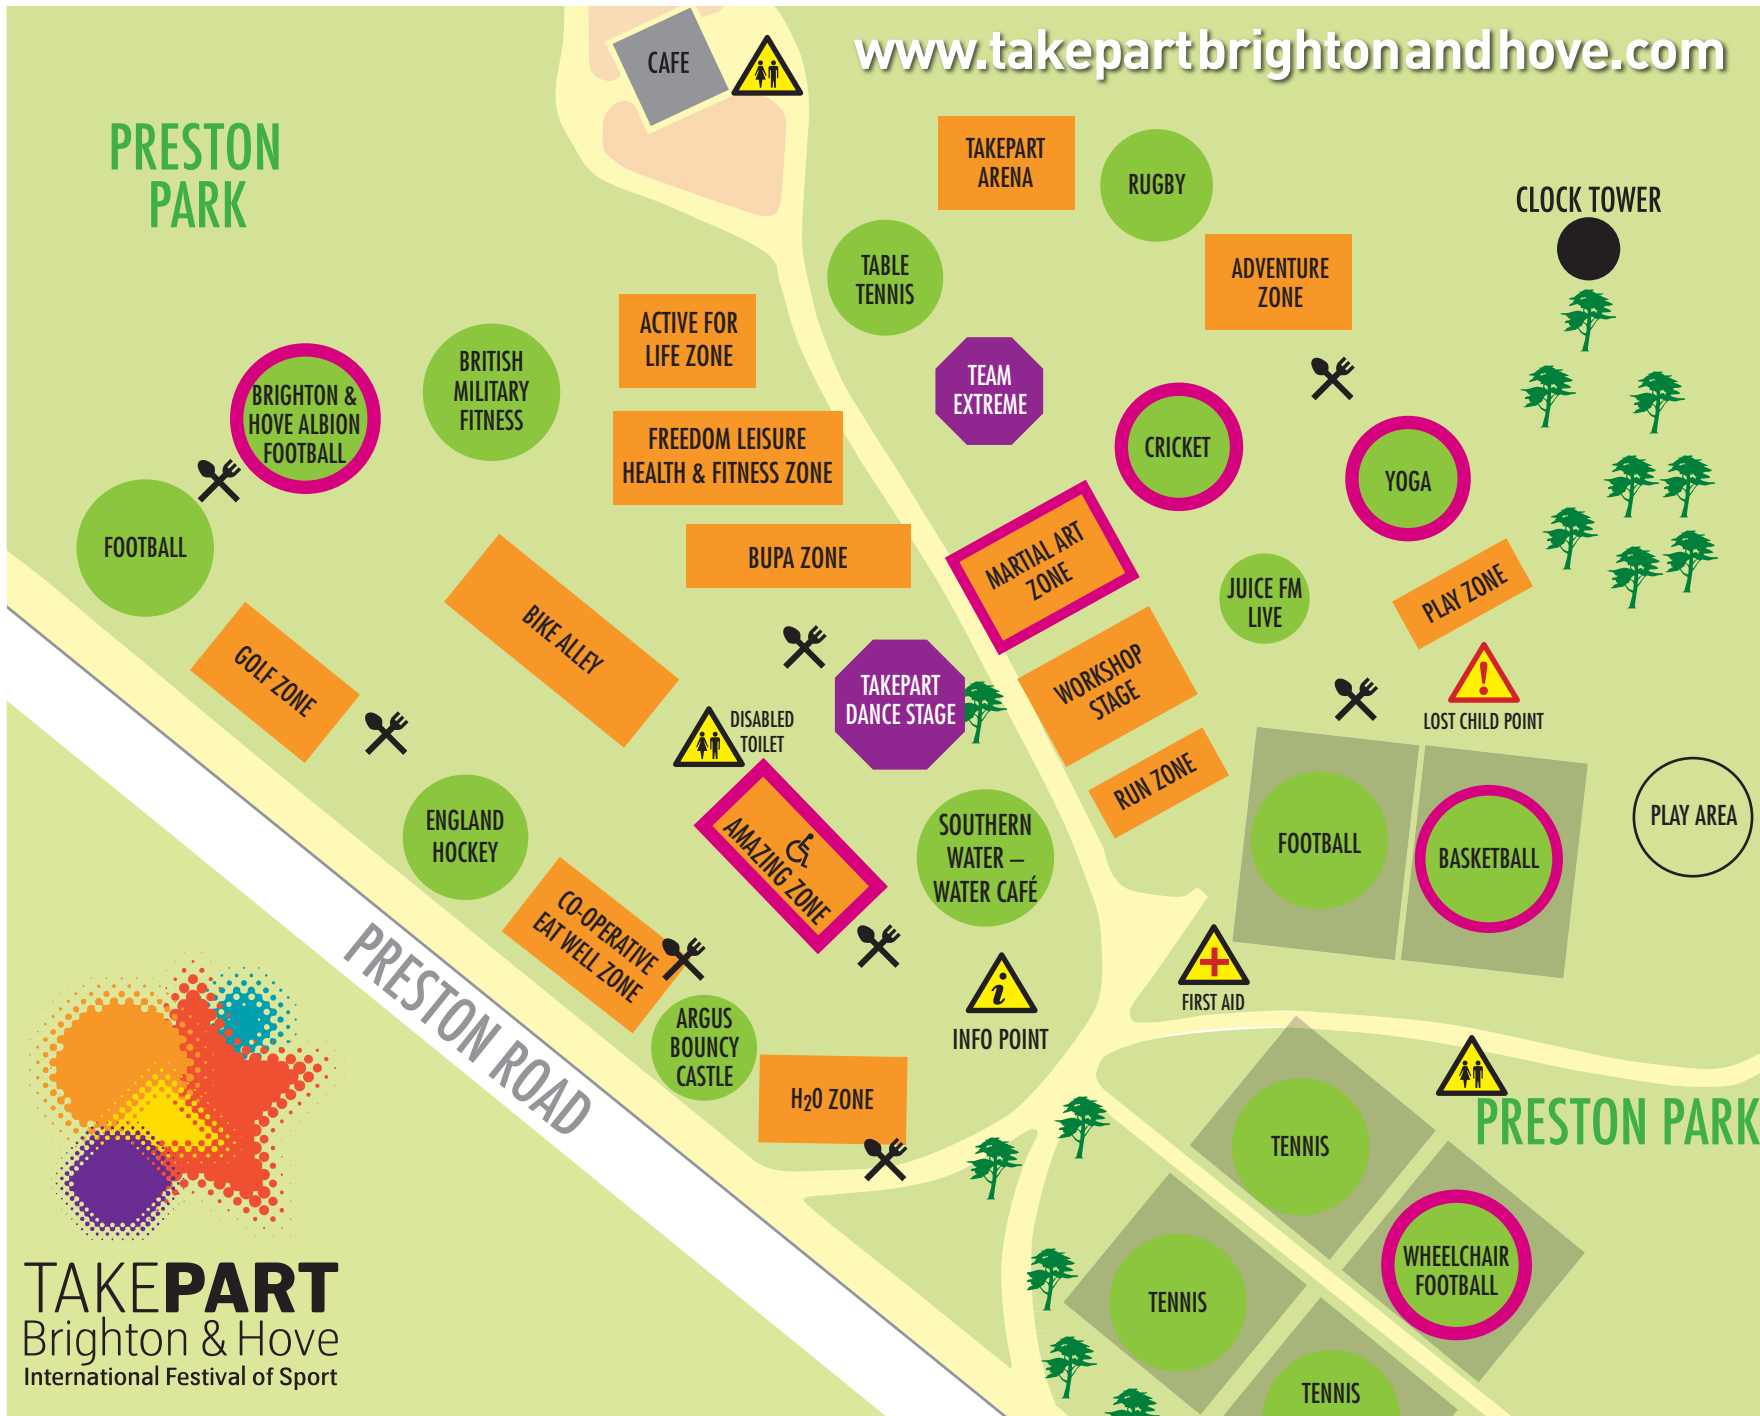 CAFE
www.takepartbrightonandhove.com
PRESTON
PARK
TAKEPART
ARENA
RUGBY
CLOCK TOWER
TABLE
TENNIS
ADVENTURE
ZONE
ACTIVE FOR
LIFE ZONE
BRITISH
MILITARY
FITNESS
BRIGHTON &
HOVE ALBION
FOOTBALL
TEAM
EXTREME
FREEDOM LEISURE
HEALTH & FITNESS ZONE
CRICKET
YOGA
FOOTBALL
BUPA ZONE
MARTIAL ART
ZONE
JUICE FM
LIVE
PLAY ZONE
BIKE ALLEY
GOLF ZONE
TAKEPART
DANCE STAGE
WORKSHOP
STAGE
!
LOST CHILD POINT
DISABLED
TOILET
RUN ZONE
ENGLAND
HOCKEY
AMAZING ZONE
SOUTHERN
WATER –
WATER CAFÉ
FOOTBALL
BASKETBALL
PLAY AREA
CO-OPERATIVE
EAT WELL ZONE
PRESTON ROAD
i
INFO POINT
FIRST AID
ARGUS
BOUNCY
CASTLE
H20 ZONE
PRESTON PARK
TENNIS
WHEELCHAIR
FOOTBALL
TENNIS
TENNIS
TAKEPART
Brighton & Hove
International Festival of Sport